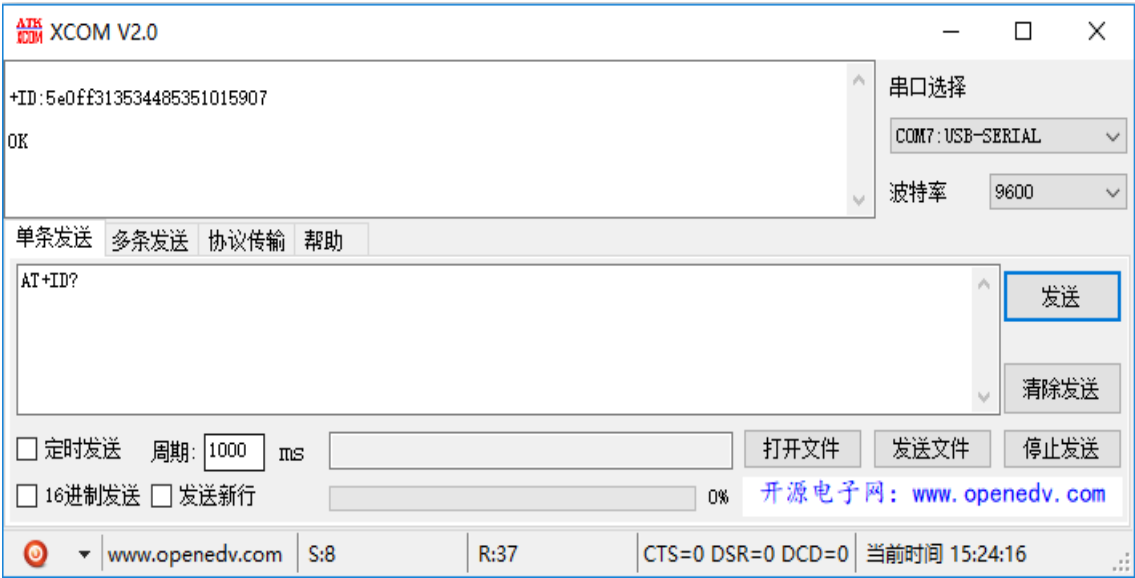 ATK XCOM XCOM V2.0
+ID:5e0ff313534485351015907
OK
串口选择
COM7:USB-SERIAL
波特率 9600
单条发送 多条发送 协议传输 帮助
AT+ID?
发送
清除发送
定时发送 周期: 1000 ms 打开文件 发送文件 停止发送
16进制发送 发送新行 0% 开源电子网：www.openedv.com
www.openedv.com S:8 R:37 CTS=0 DSR=0 DCD=0 当前时间 15:24:16